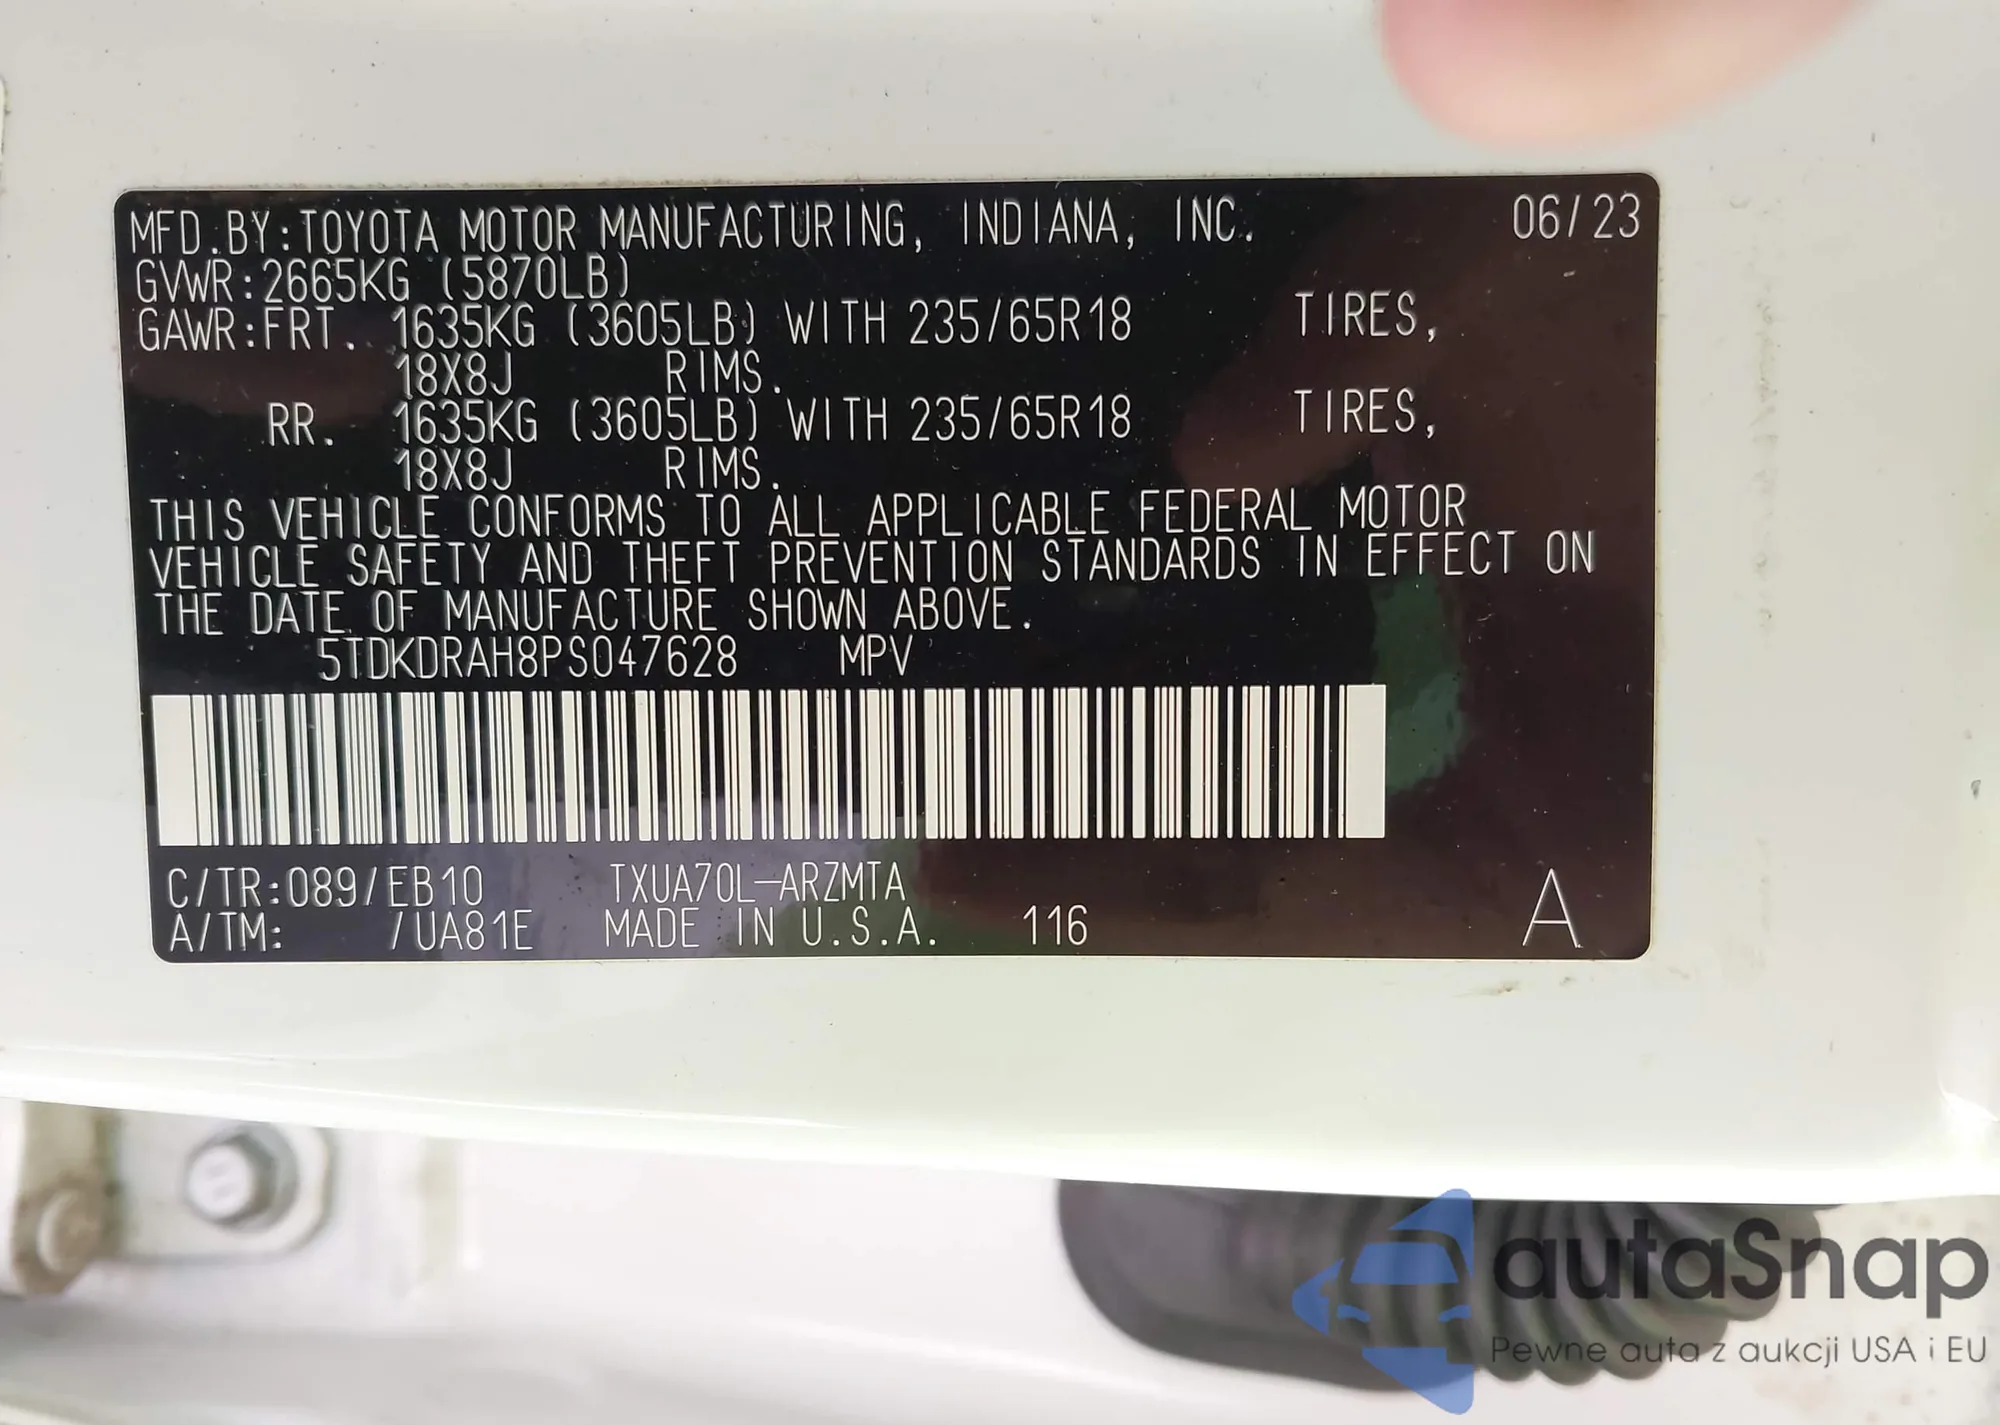 MFD.BY:TOYOTA MOTOR MANUFACTURING, INDIANA, INC. 06/23
GVWR:2665KG (5870LB)
GAWR:FRT. 1635KG (3605LB) WITH 235/65R18 TIRES,
18X8J RIMS.
RR. 1635KG (3605LB) WITH 235/65R18 TIRES,
18X8J RIMS.
THIS VEHICLE CONFORMS TO ALL APPLICABLE FEDERAL MOTOR
VEHICLE SAFETY AND THEFT PREVENTION STANDARDS IN EFFECT ON
THE DATE OF MANUFACTURE SHOWN ABOVE.
5TDKDRAH8PS047628 MPV
C/TR:089/EB10 TXUA70L-ARZMTA
A/TM: /UA81E MADE IN U.S.A. 116 A
autaSnap
Pewne auta z aukcji USA i EU